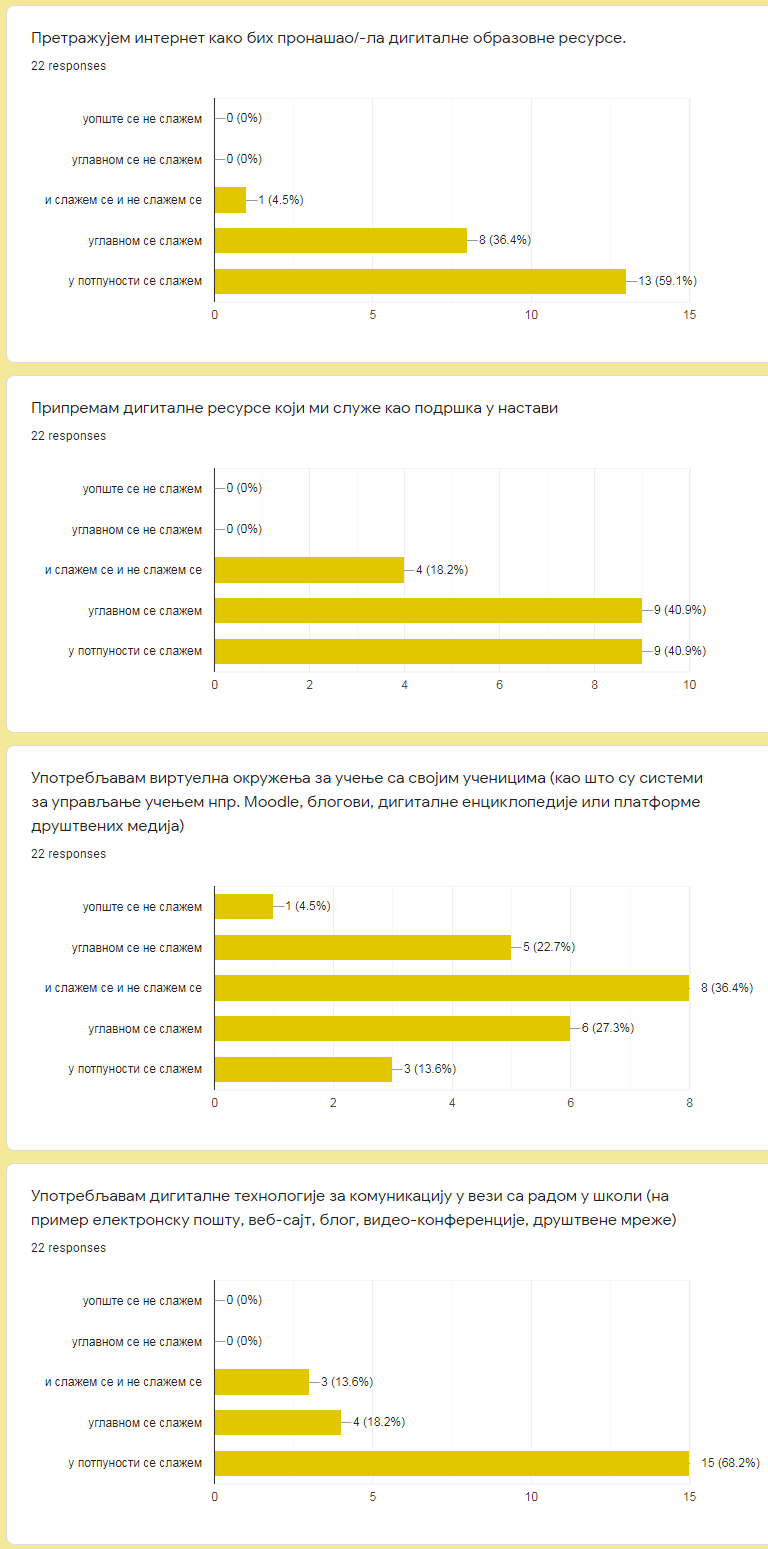 Претражујем интернет како бих пронашао/-ла дигиталне образовне ресурсе.
22 responses
уопште се не слажем 0 (0%)
углавном се не слажем 0 (0%)
и слажем се и не слажем се 1 (4.5%)
углавном се слажем 8 (36.4%)
у потпуности се слажем 13 (59.1%)
0 5 10 15
Припремам дигиталне ресурсе који ми служе као подршка у настави
22 responses
уопште се не слажем 0 (0%)
углавном се не слажем 0 (0%)
и слажем се и не слажем се 4 (18.2%)
углавном се слажем 9 (40.9%)
у потпуности се слажем 9 (40.9%)
0 2 4 6 8 10
Употребљавам виртуелна окружења за учење са својим ученицима (као што су системи
за управљање учењем нпр. Moodle, блогови, дигиталне енциклопедије или платформе
друштвених медија)
22 responses
уопште се не слажем 1 (4.5%)
углавном се не слажем 5 (22.7%)
и слажем се и не слажем се 8 (36.4%)
углавном се слажем 6 (27.3%)
у потпуности се слажем 3 (13.6%)
0 2 4 6 8
Употребљавам дигиталне технологије за комуникацију у вези са радом у школи (на
пример електронску пошту, веб-сајт, блог, видео-конференције, друштвене мреже)
22 responses
уопште се не слажем 0 (0%)
углавном се не слажем 0 (0%)
и слажем се и не слажем се 3 (13.6%)
углавном се слажем 4 (18.2%)
у потпуности се слажем 15 (68.2%)
0 5 10 15